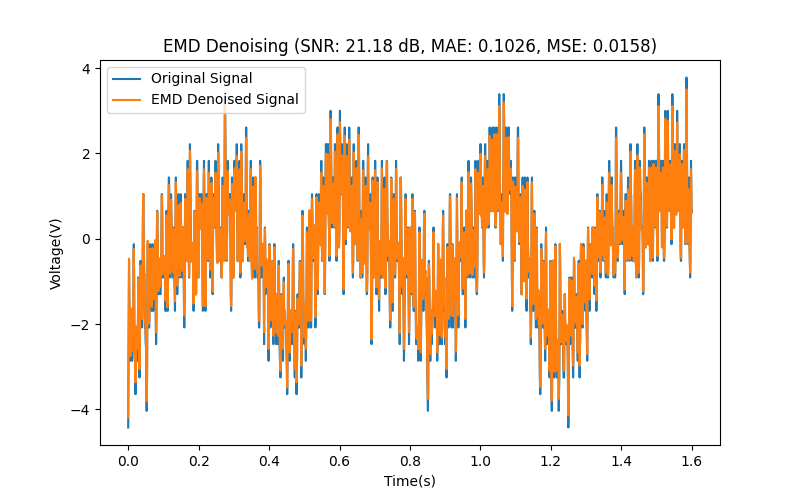 EMD Denoising (SNR: 21.18 dB, MAE: 0.1026, MSE: 0.0158)
Original Signal
EMD Denoised Signal
Voltage(V)
4
2
0
−2
−4
0.0 0.2 0.4 0.6 0.8 1.0 1.2 1.4 1.6
Time(s)